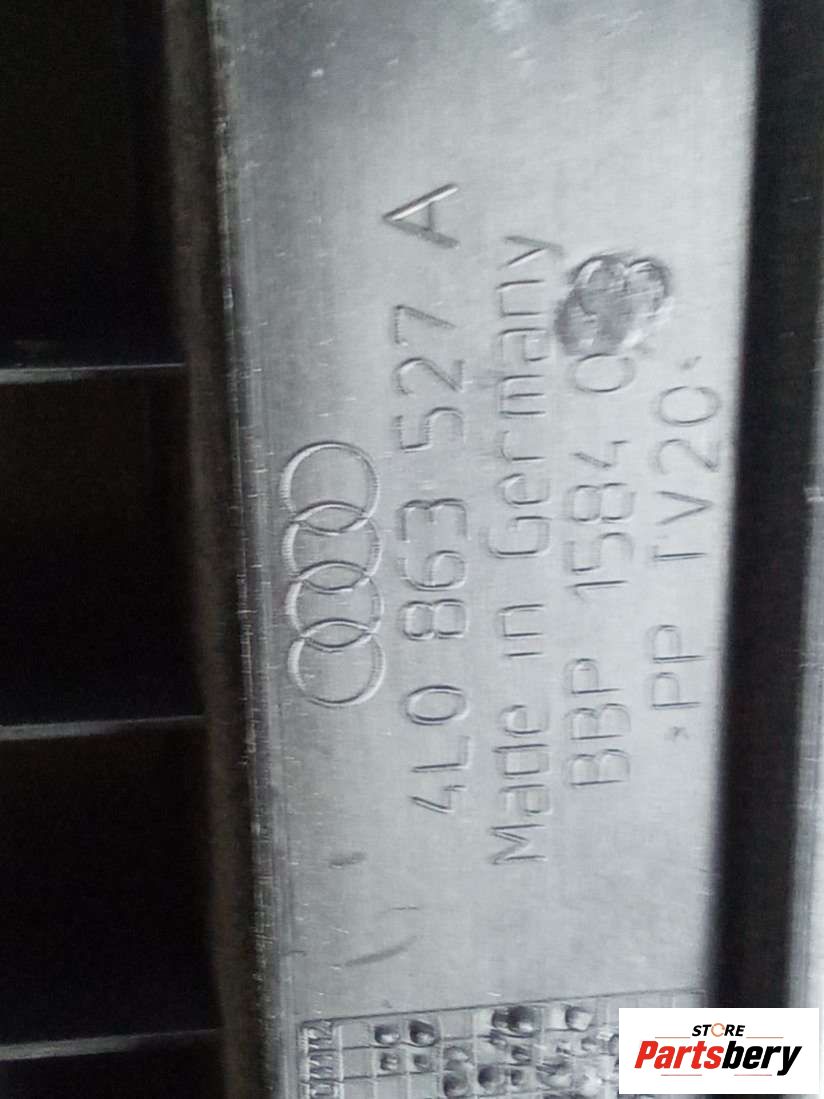 4L0 863 527 A
Made in Germany
BBP 1584 0
*PP TV20*
STORE
Partsbery